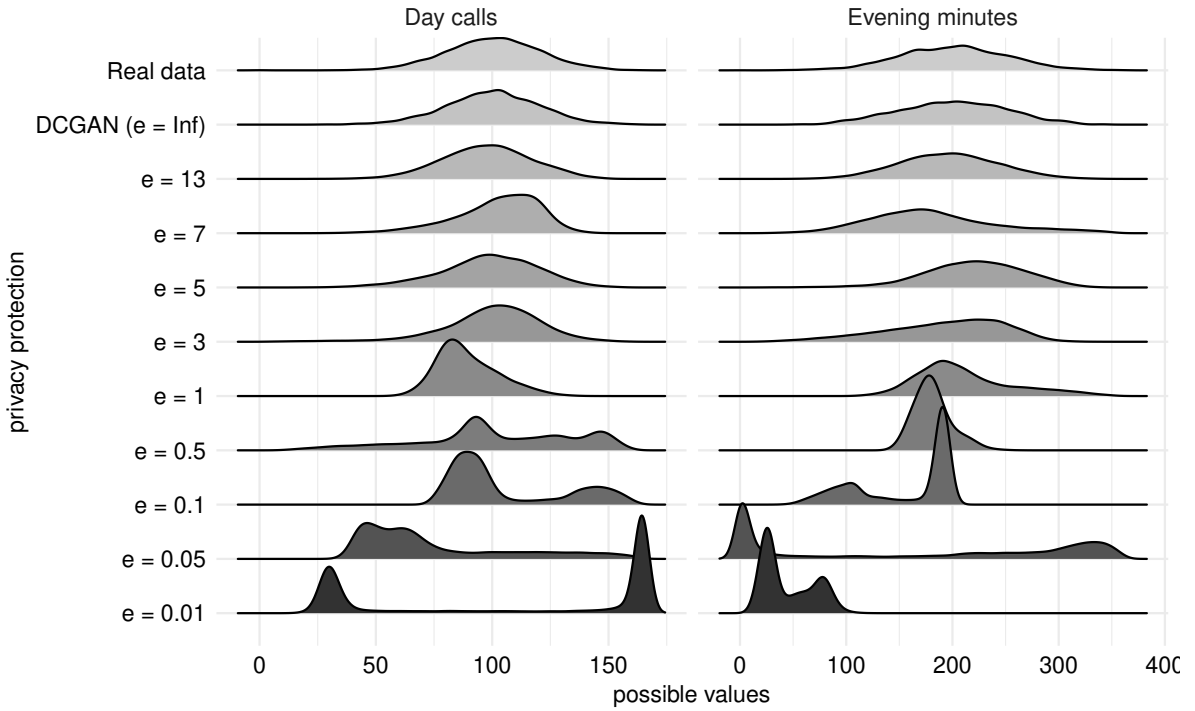 Day calls
Evening minutes
privacy protection
Real data
DCGAN (e = Inf)
e = 13
e = 7
e = 5
e = 3
e = 1
e = 0.5
e = 0.1
e = 0.05
e = 0.01
0 50 100 150
0 100 200 300 400
possible values